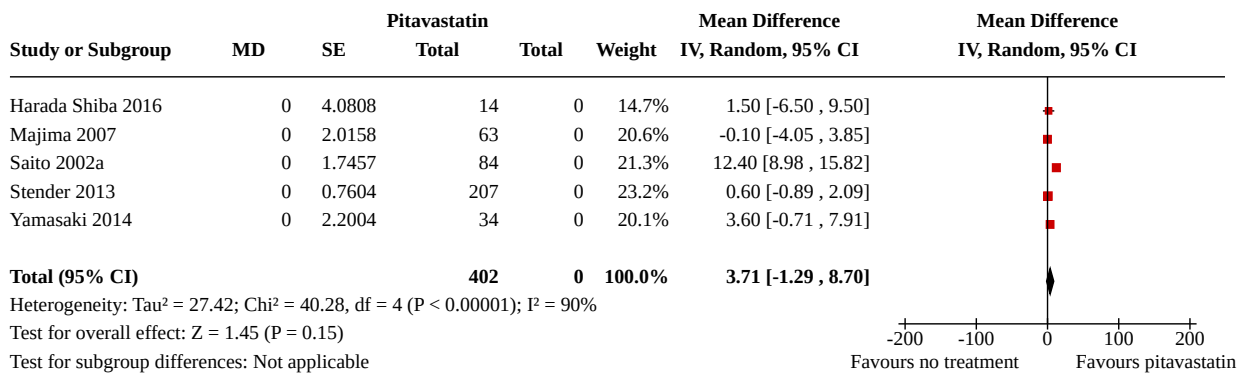 Pitavastatin Mean Difference Mean Difference
Study or Subgroup MD SE Total Total Weight IV, Random, 95% CI IV, Random, 95% CI
Harada Shiba 2016 0 4.0808 14 0 14.7% 1.50 [-6.50 , 9.50]
Majima 2007 0 2.0158 63 0 20.6% -0.10 [-4.05 , 3.85]
Saito 2002a 0 1.7457 84 0 21.3% 12.40 [8.98 , 15.82]
Stender 2013 0 0.7604 207 0 23.2% 0.60 [-0.89 , 2.09]
Yamasaki 2014 0 2.2004 34 0 20.1% 3.60 [-0.71 , 7.91]
Total (95% CI) 402 0 100.0% 3.71 [-1.29 , 8.70]
Heterogeneity: Tau² = 27.42; Chi² = 40.28, df = 4 (P < 0.00001); I² = 90%
Test for overall effect: Z = 1.45 (P = 0.15)
-200 -100 0 100 200
Test for subgroup differences: Not applicable Favours no treatment Favours pitavastatin